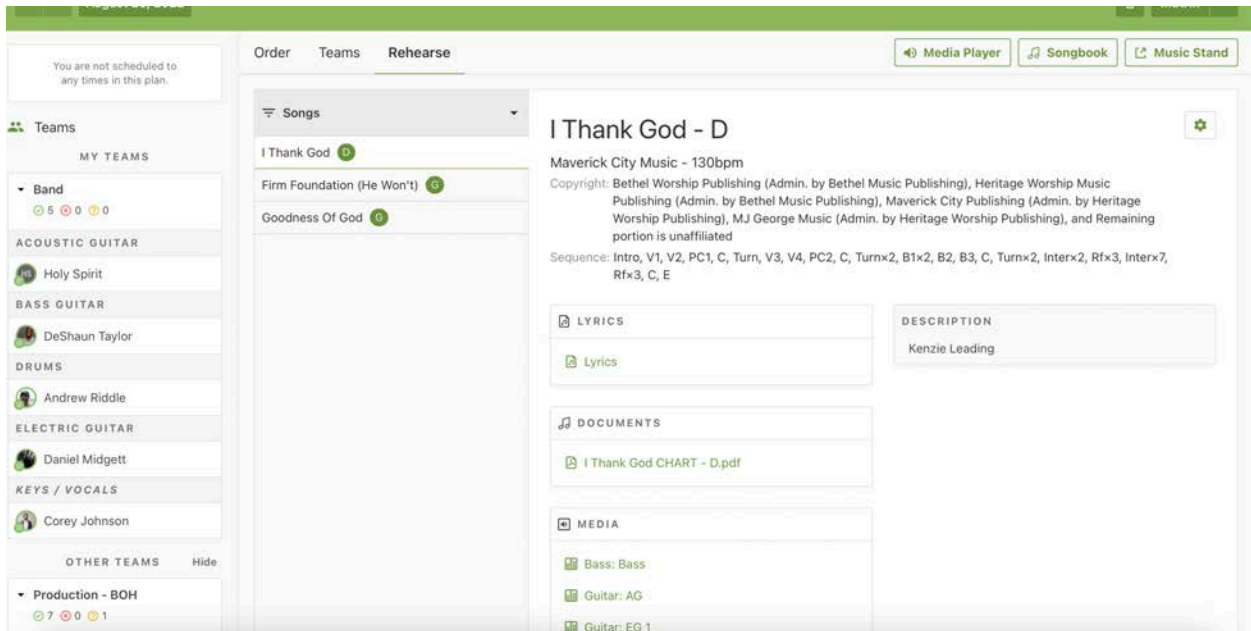 You are not scheduled to
any times in this plan.
Teams
MY TEAMS
Band
5 0 0
ACOUSTIC GUITAR
HS Holy Spirit
BASS GUITAR
DeShaun Taylor
DRUMS
Andrew Riddle
ELECTRIC GUITAR
Daniel Midgett
KEYS / VOCALS
Corey Johnson
OTHER TEAMS Hide
Production - BOH
7 0 1
Order Teams Rehearse
Media Player Songbook Music Stand
Songs
I Thank God D
Firm Foundation (He Won't) G
Goodness Of God G
I Thank God - D
Maverick City Music - 130bpm
Copyright: Bethel Worship Publishing (Admin. by Bethel Music Publishing), Heritage Worship Music
Publishing (Admin. by Bethel Music Publishing), Maverick City Publishing (Admin. by Heritage
Worship Publishing), MJ George Music (Admin. by Heritage Worship Publishing), and Remaining
portion is unaffiliated
Sequence: Intro, V1, V2, PC1, C, Turn, V3, V4, PC2, C, Turn×2, B1×2, B2, B3, C, Turn×2, Inter×2, Rf×3, Inter×7,
Rf×3, C, E
LYRICS
Lyrics
DOCUMENTS
I Thank God CHART - D.pdf
MEDIA
Bass: Bass
Guitar: AG
Guitar: EG 1
DESCRIPTION
Kenzie Leading